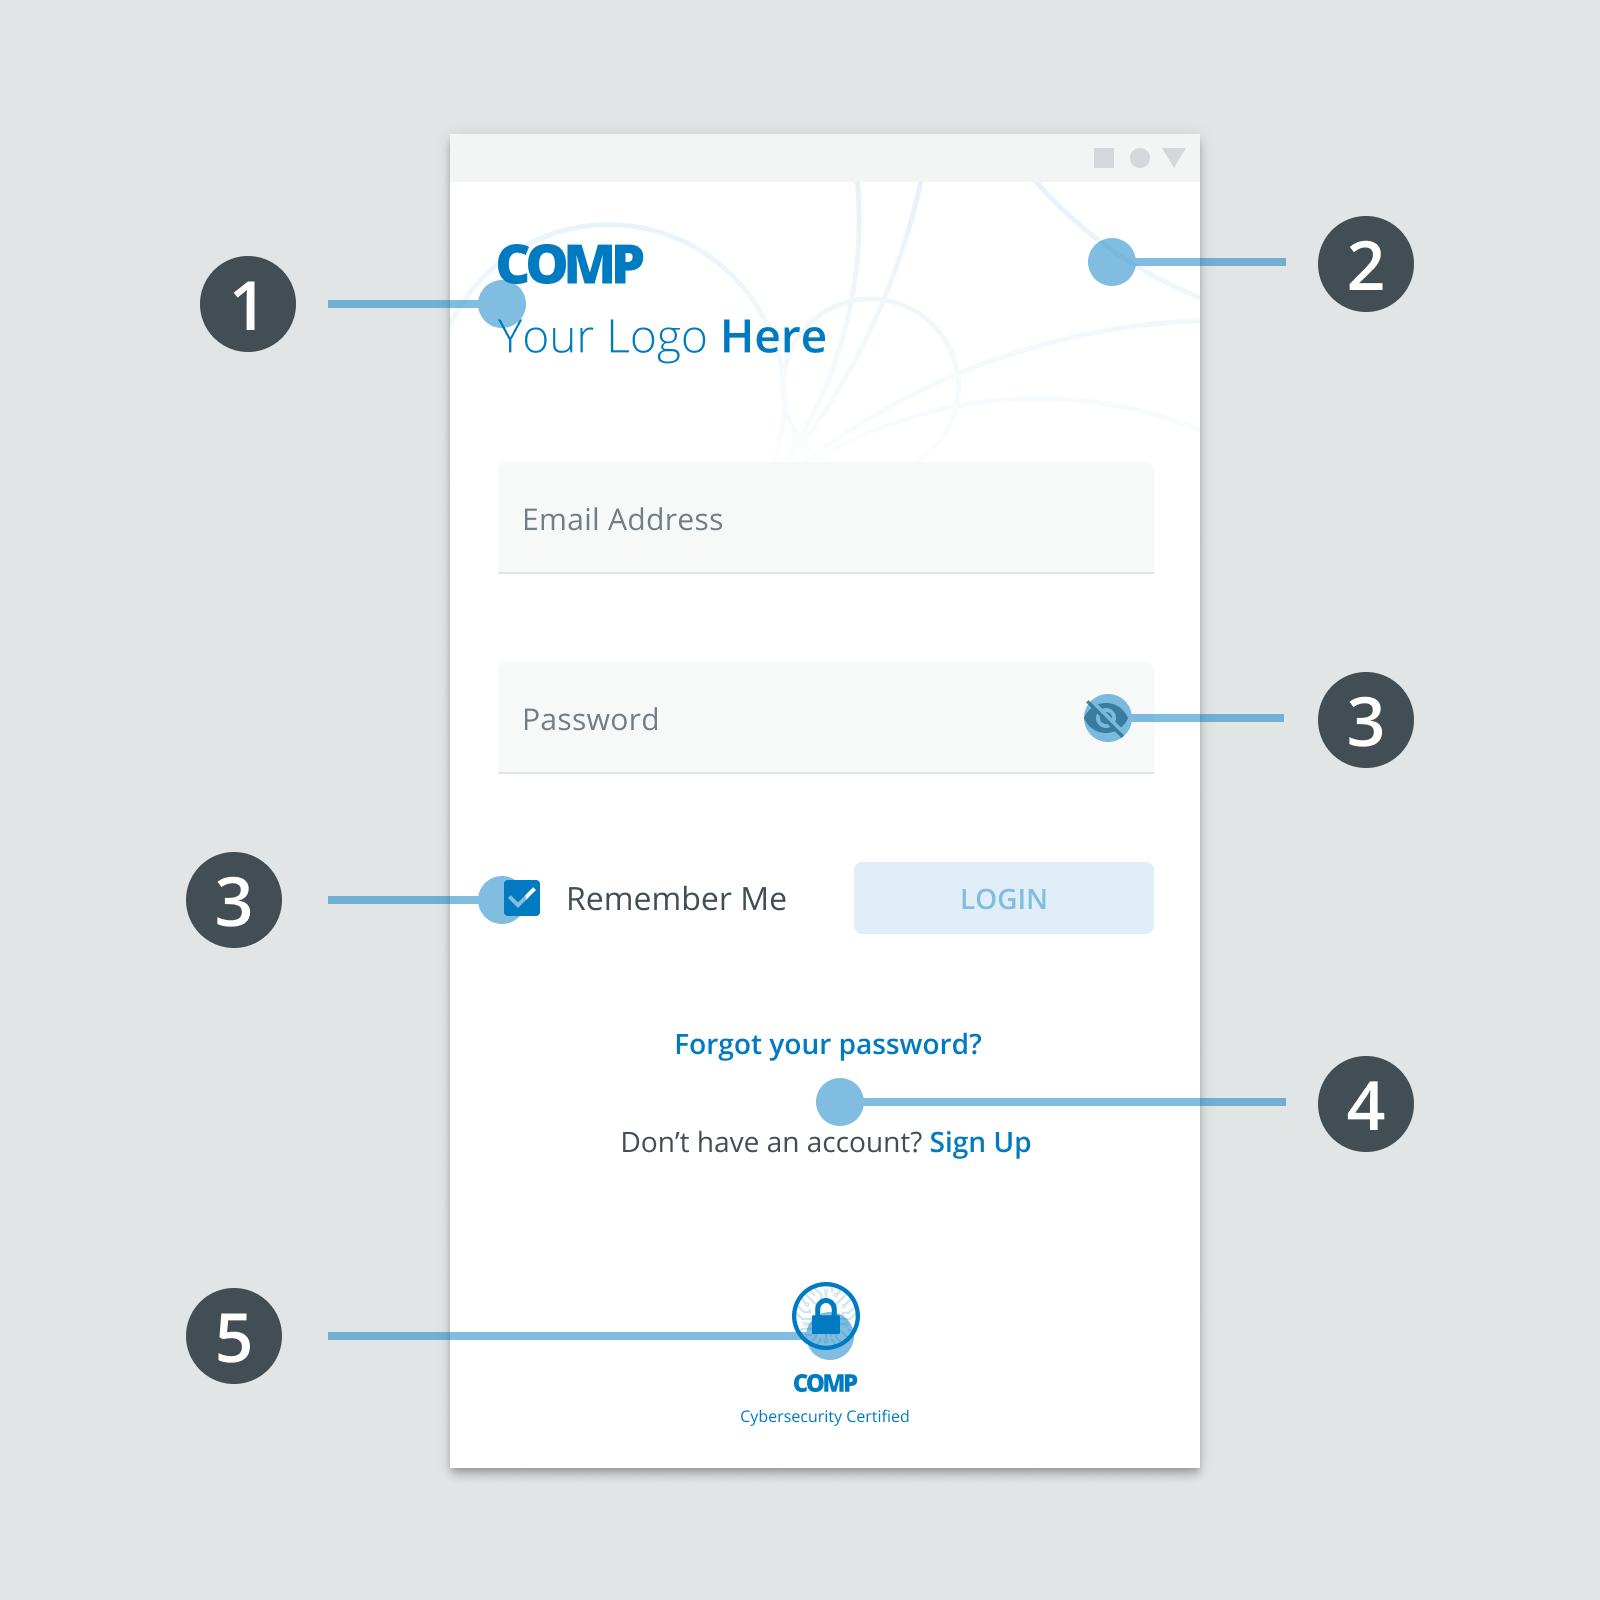 COMP
1
2
Your Logo Here
Email Address
Password
3
3
Remember Me
LOGIN
Forgot your password?
4
Don’t have an account? Sign Up
5
COMP
Cybersecurity Certified